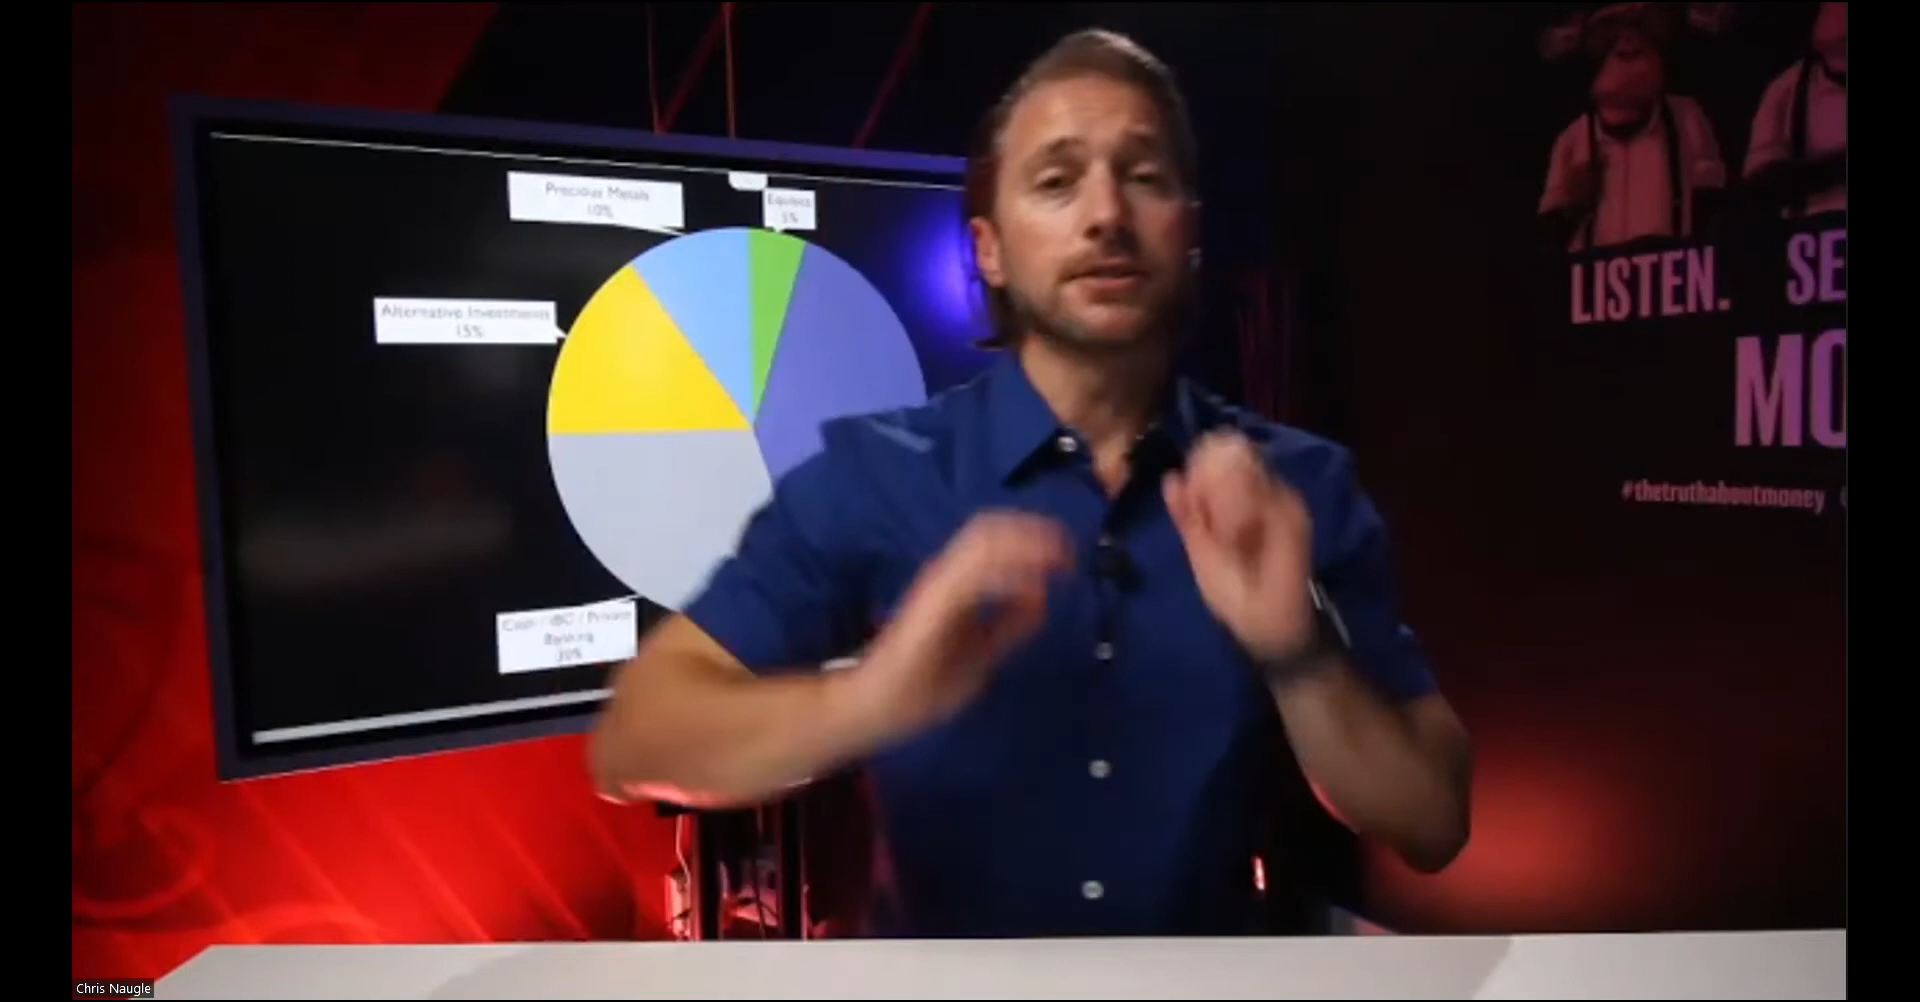 Precious Metals
10%
Equities
5%
Alternative Investments
15%
Cash / IBC / Private
Banking
30%
LISTEN.
SE
MO
#thetruthaboutmoney
Chris Naugle